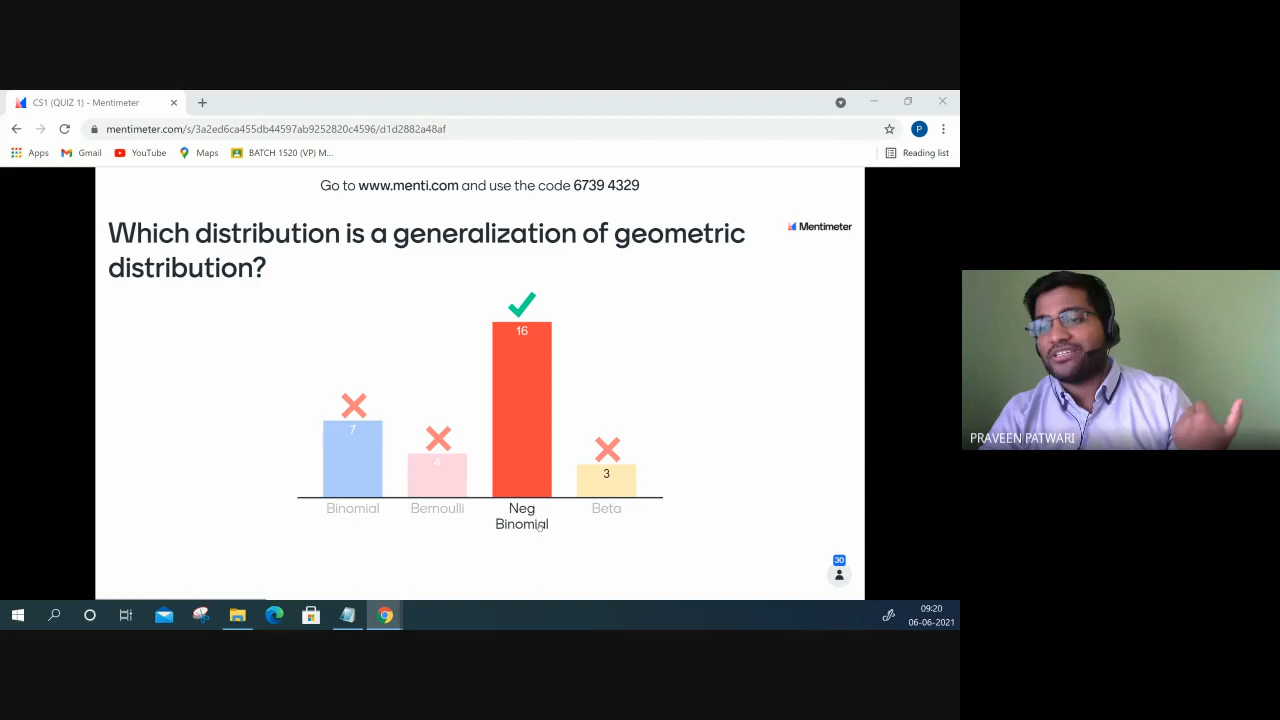 CS1 (QUIZ 1) - Mentimeter
mentimeter.com/s/3a2ed6ca455db44597ab9252820c4596/d1d2882a48af
P
Apps Gmail YouTube Maps BATCH 1520 (VP) M... Reading list
Go to www.menti.com and use the code 6739 4329
Which distribution is a generalization of geometric
distribution?
Mentimeter
16
7
4
3
Binomial Bernoulli Neg Beta
Binomial
30
PRAVEEN PATWARI
09:20
06-06-2021